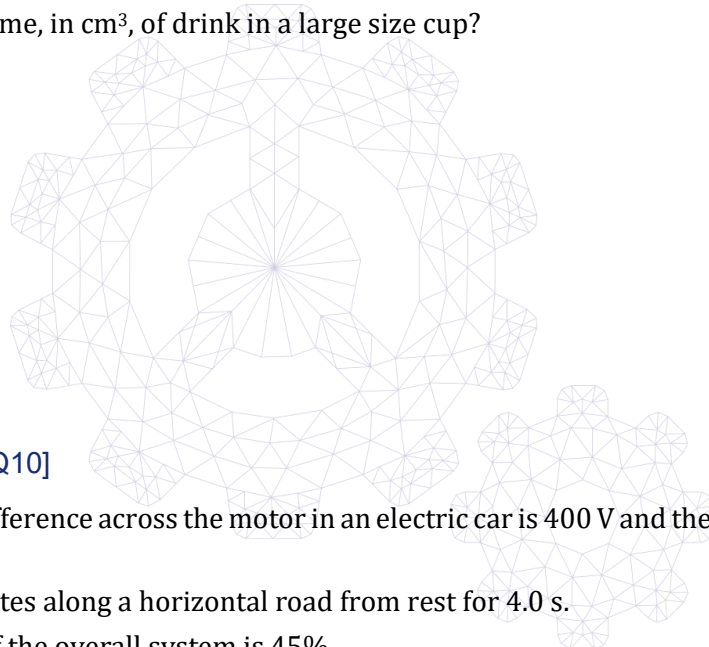 me, in cm³, of drink in a large size cup?
Q10]
fference across the motor in an electric car is 400 V and the
tes along a horizontal road from rest for 4.0 s.
f the overall system is 45%